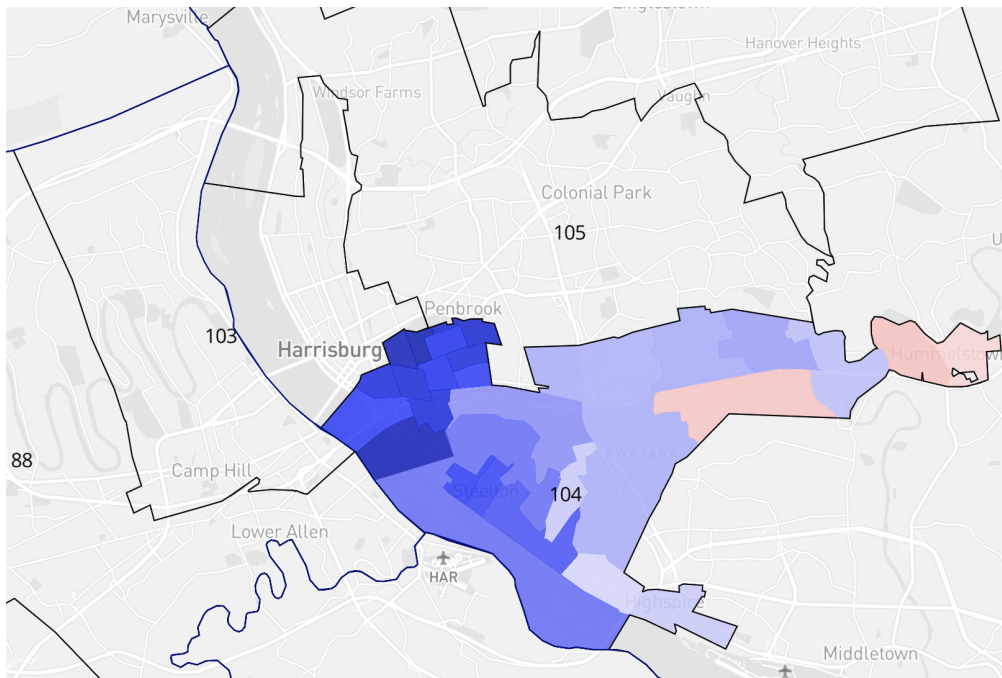 Marysville
Hanover Heights
Windsor Farms
Vaughn
Colonial Park
105
Penbrook
103
Harrisburg
Hummelstown
88
Camp Hill
SWATARA
Steelton
104
Lower Allen
HAR
Highspire
Middletown